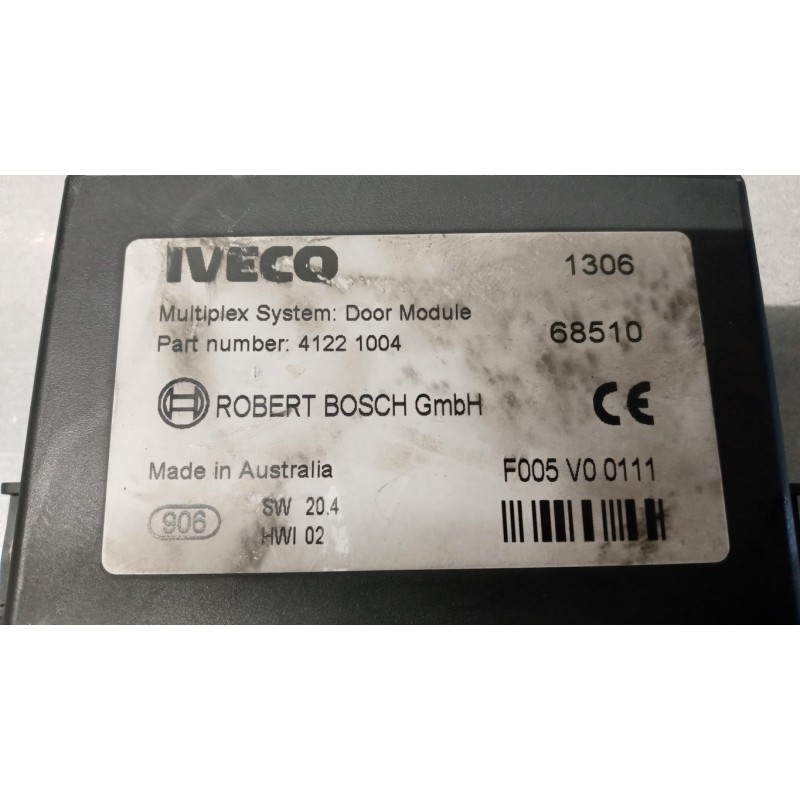 IVECO
1306
Multiplex System: Door Module
68510
Part number: 4122 1004
ROBERT BOSCH GmbH
CE
Made in Australia
F005 V0 0111
906
SW 20.4
HWI 02